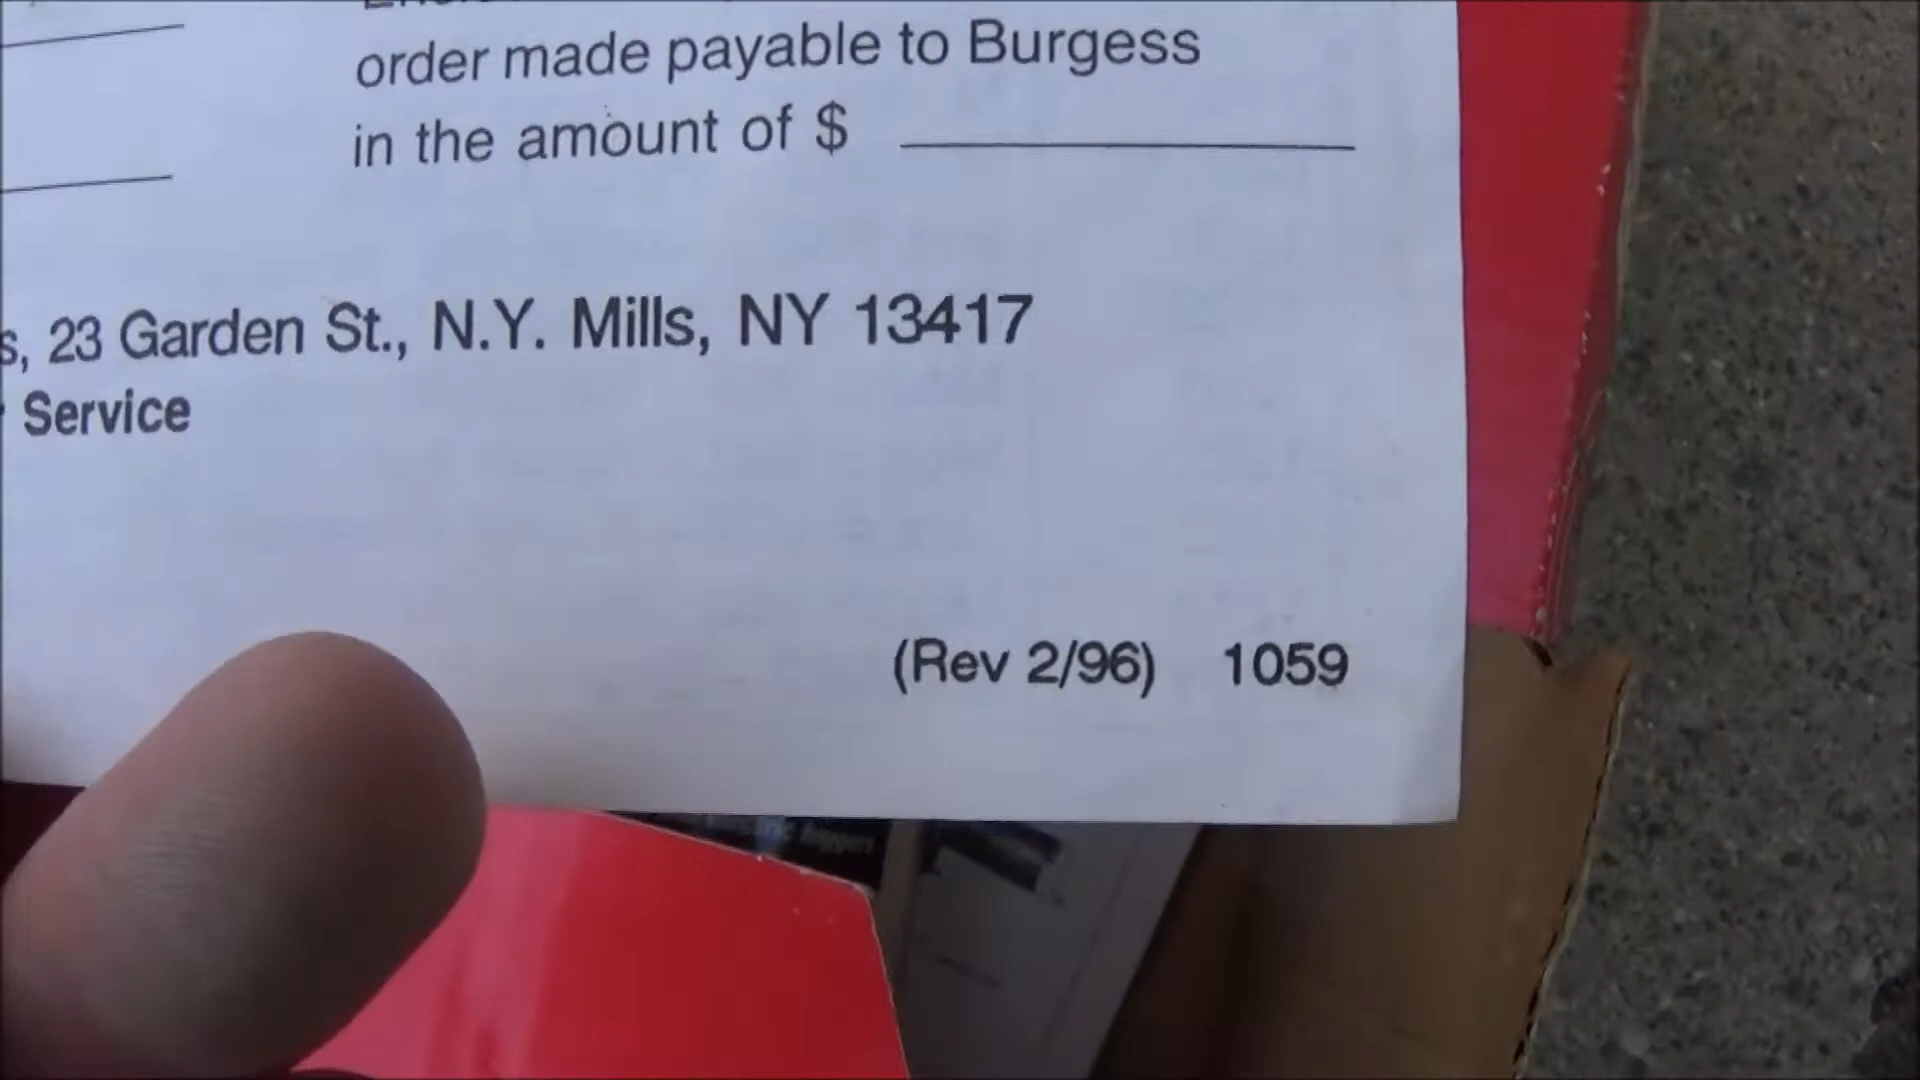 order made payable to Burgess
in the amount of $
s, 23 Garden St., N.Y. Mills, NY 13417
Service
(Rev 2/96) 1059